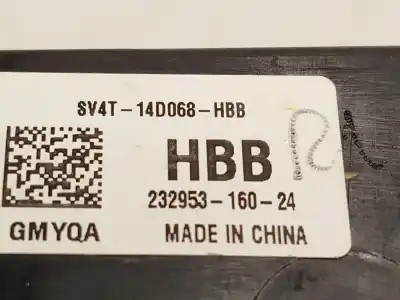 SV4T-14D068-HBB
HBB R
232953-160-24
GMYQA MADE IN CHINA